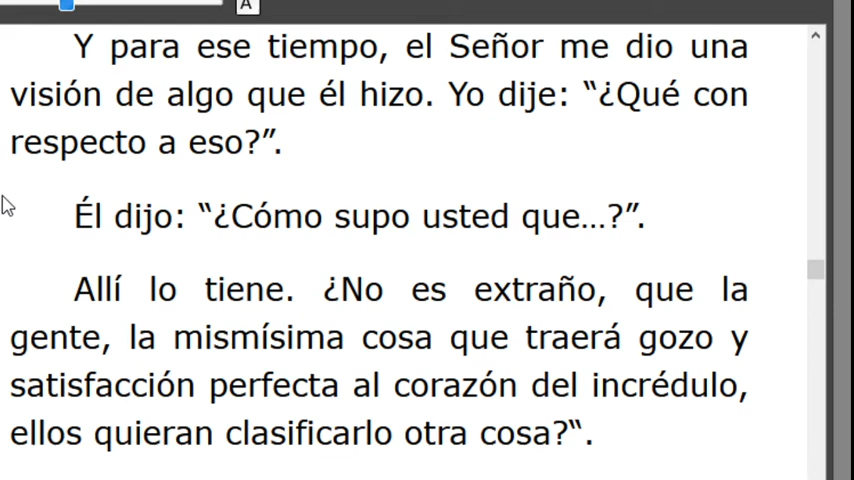 A
Y para ese tiempo, el Señor me dio una
visión de algo que él hizo. Yo dije: “¿Qué con
respecto a eso?”.
Él dijo: “¿Cómo supo usted que...?”.
Allí lo tiene. ¿No es extraño, que la
gente, la mismísima cosa que traerá gozo y
satisfacción perfecta al corazón del incrédulo,
ellos quieran clasificarlo otra cosa?“.